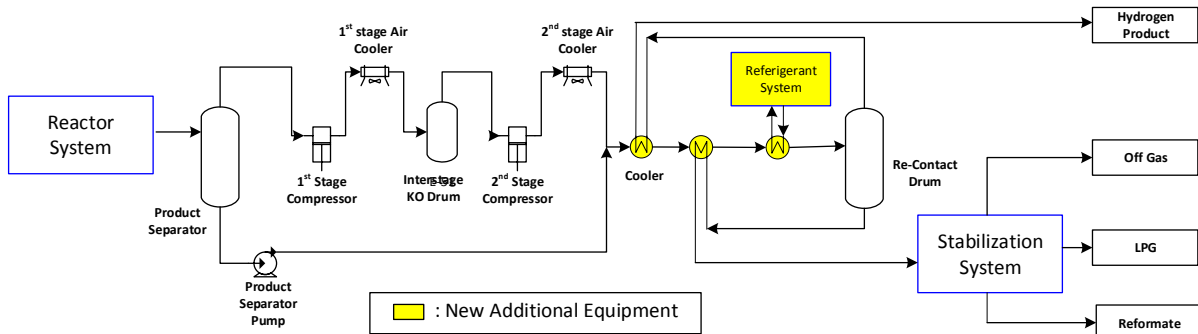 Reactor
System
Product
Separator
Product
Separator
Pump
1st stage Air
Cooler
1st Stage
Compressor
Interstage
KO Drum
2nd stage Air
Cooler
2nd Stage
Compressor
Cooler
Referigerant
System
Re-Contact
Drum
Stabilization
System
Hydrogen
Product
Off Gas
LPG
Reformate
: New Additional Equipment